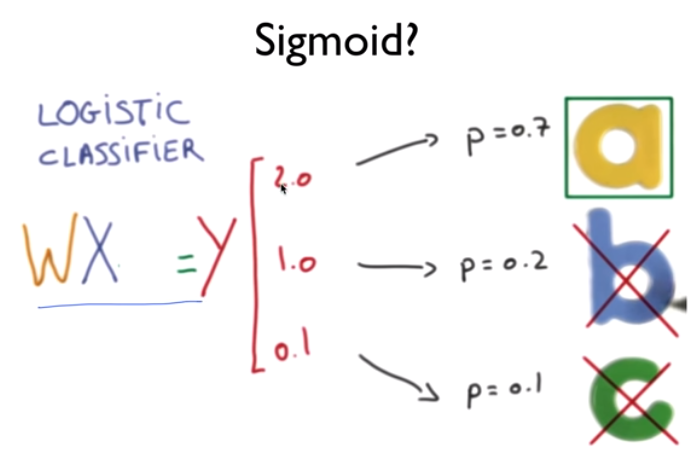 Sigmoid?
LOGISTIC
CLASSIFIER
WX = Y
2.0
1.0
0.1
p = 0.7
p = 0.2
p = 0.1
a
b
c